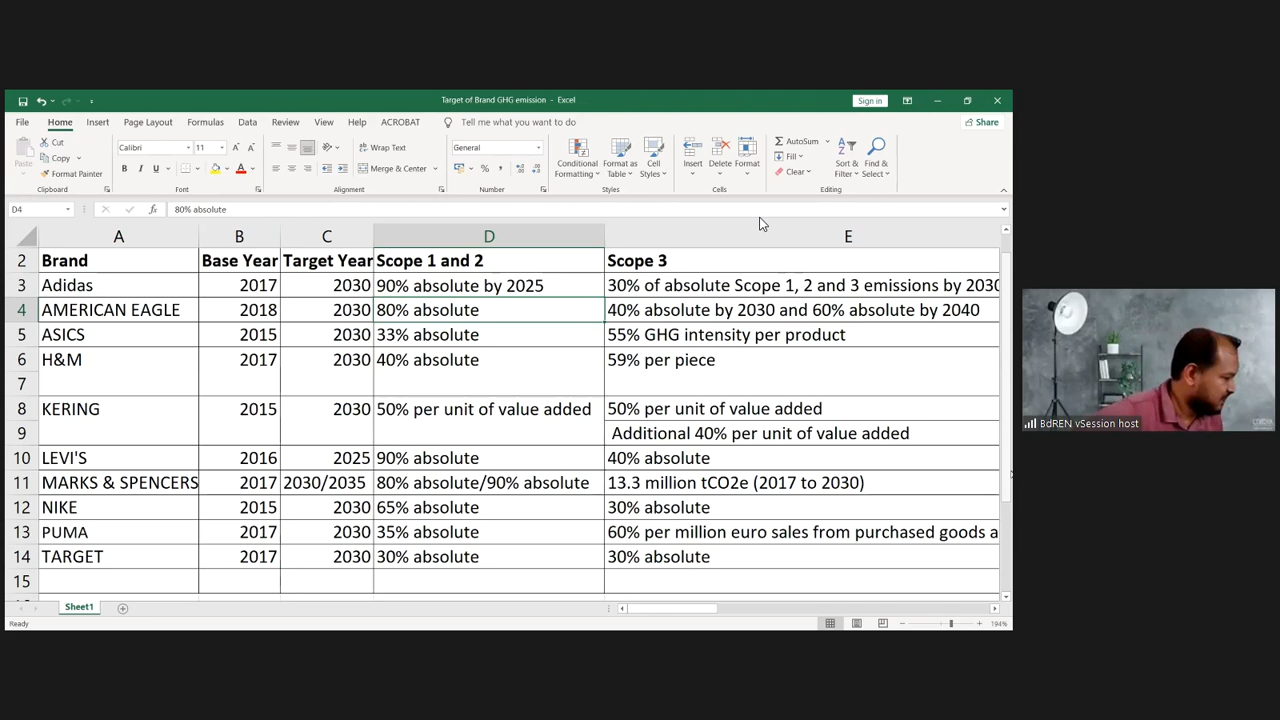 Target of Brand GHG emission - Excel
Sign in
File Home Insert Page Layout Formulas Data Review View Help ACROBAT Tell me what you want to do Share
Paste
Cut
Copy
Format Painter
Clipboard
Calibri 11
B I U A
Font
Wrap Text
Merge & Center
Alignment
General
%
Number
Conditional Formatting
Format as Table
Cell Styles
Styles
Insert
Delete
Format
Cells
AutoSum
Fill
Clear
Sort & Filter
Find & Select
Editing
D4 fx 80% absolute
A B C D E
2 Brand Base Year Target Year Scope 1 and 2 Scope 3
3 Adidas 2017 2030 90% absolute by 2025 30% of absolute Scope 1, 2 and 3 emissions by 2030
4 AMERICAN EAGLE 2018 2030 80% absolute 40% absolute by 2030 and 60% absolute by 2040
5 ASICS 2015 2030 33% absolute 55% GHG intensity per product
6 H&M 2017 2030 40% absolute 59% per piece
7
8 KERING 2015 2030 50% per unit of value added 50% per unit of value added
9 Additional 40% per unit of value added
10 LEVI'S 2016 2025 90% absolute 40% absolute
11 MARKS & SPENCERS 2017 2030/2035 80% absolute/90% absolute 13.3 million tCO2e (2017 to 2030)
12 NIKE 2015 2030 65% absolute 30% absolute
13 PUMA 2017 2030 35% absolute 60% per million euro sales from purchased goods a
14 TARGET 2017 2030 30% absolute 30% absolute
15
Sheet1
Ready
194%
BdREN vSession host